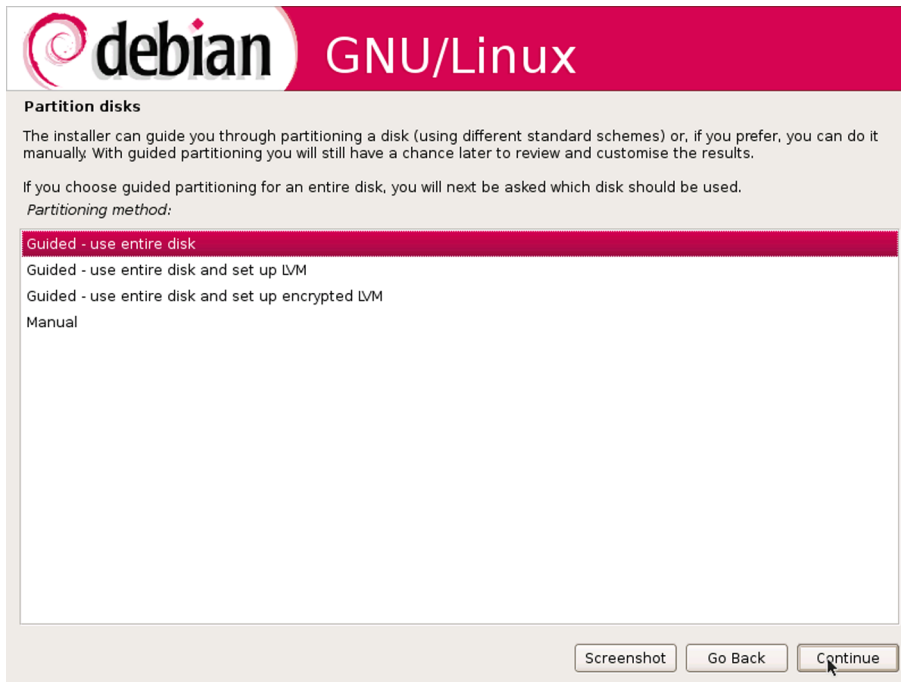 debian GNU/Linux
Partition disks
The installer can guide you through partitioning a disk (using different standard schemes) or, if you prefer, you can do it
manually. With guided partitioning you will still have a chance later to review and customise the results.
If you choose guided partitioning for an entire disk, you will next be asked which disk should be used.
Partitioning method:
Guided - use entire disk
Guided - use entire disk and set up LVM
Guided - use entire disk and set up encrypted LVM
Manual
Screenshot Go Back Continue